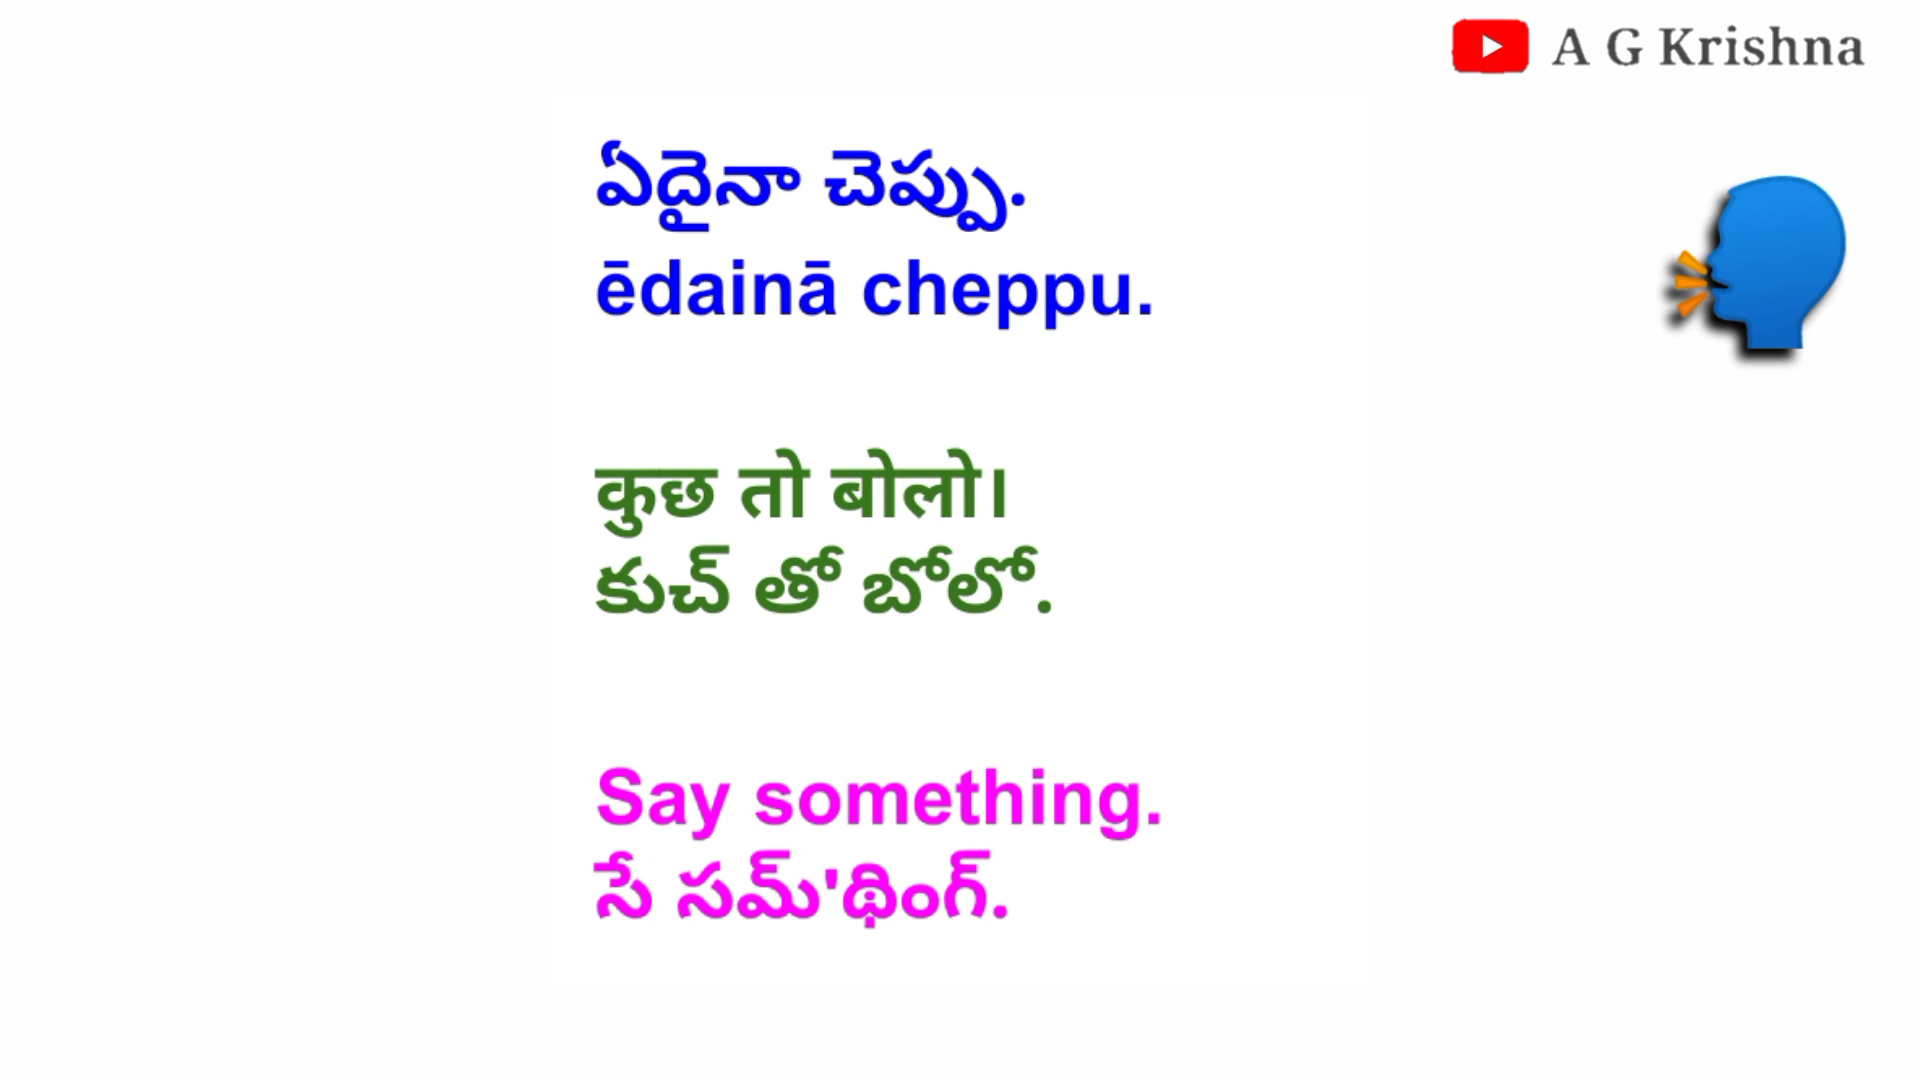 A G Krishna
ఏదైనా చెప్పు.
ēdainā cheppu.
कुछ तो बोलो।
కుచ్ తో బోలో.
Say something.
సే సమ్'థింగ్.